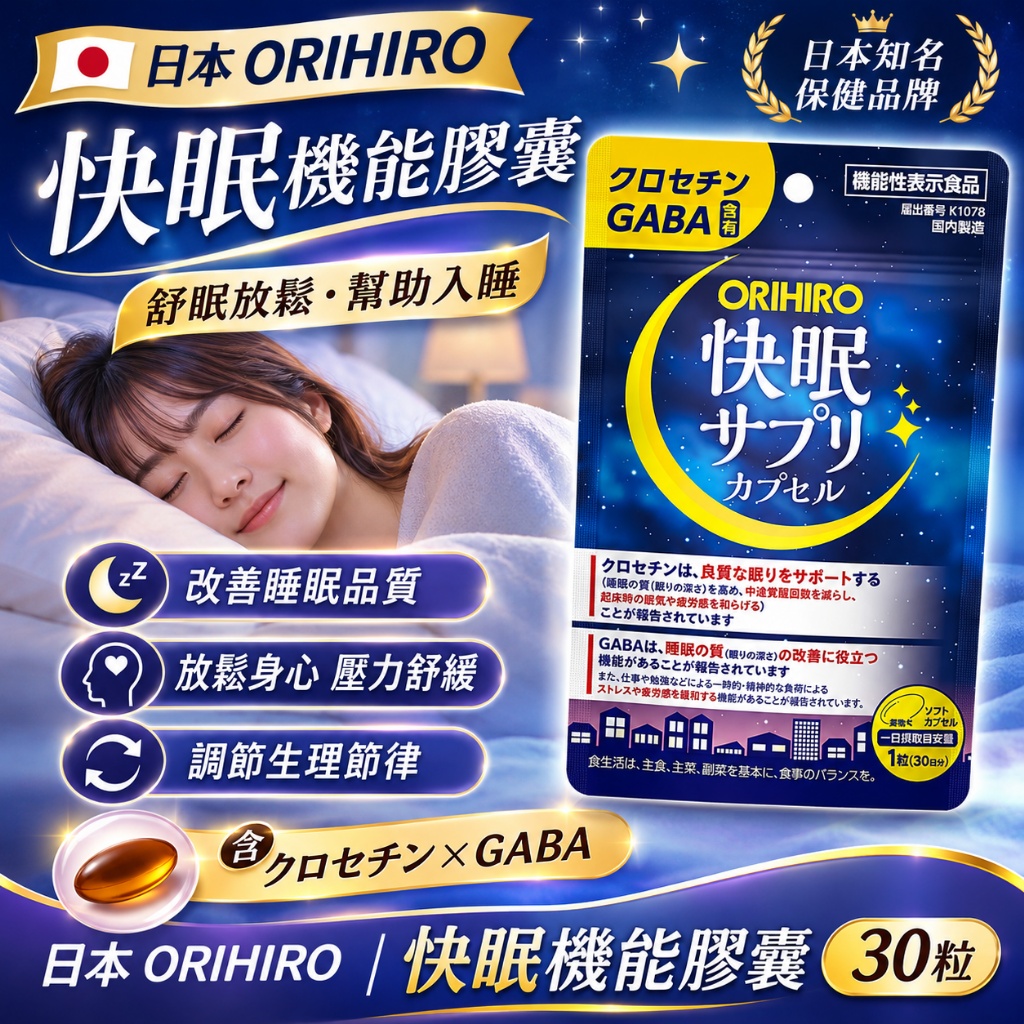 日本 ORIHIRO
日本知名
保健品牌
快眠機能膠囊
舒眠放鬆·幫助入睡
クロセチン
GABA 含有
機能性表示食品
届出番号 K1078
国内製造
ORIHIRO
快眠
サプリ
カプセル
クロセチンは、良質な眠りをサポートする
(睡眠の質(眠りの深さ)を高め、中途覚醒回数を減らし、
起床時の眠気や疲労感を和らげる)
ことが報告されています
GABAは、睡眠の質(眠りの深さ)の改善に役立つ
機能があることが報告されています
また、仕事や勉強などによる一時的·精神的な負荷による
ストレスや疲労感を緩和する機能があることが報告されています。
ソフト
カプセル
一日摂取目安量
1粒(30日分)
食生活は、主食、主菜、副菜を基本に、食事のバランスを。
zZZ
改善睡眠品質
放鬆身心 壓力舒緩
調節生理節律
含 クロセチン×GABA
日本 ORIHIRO | 快眠機能膠囊 30粒